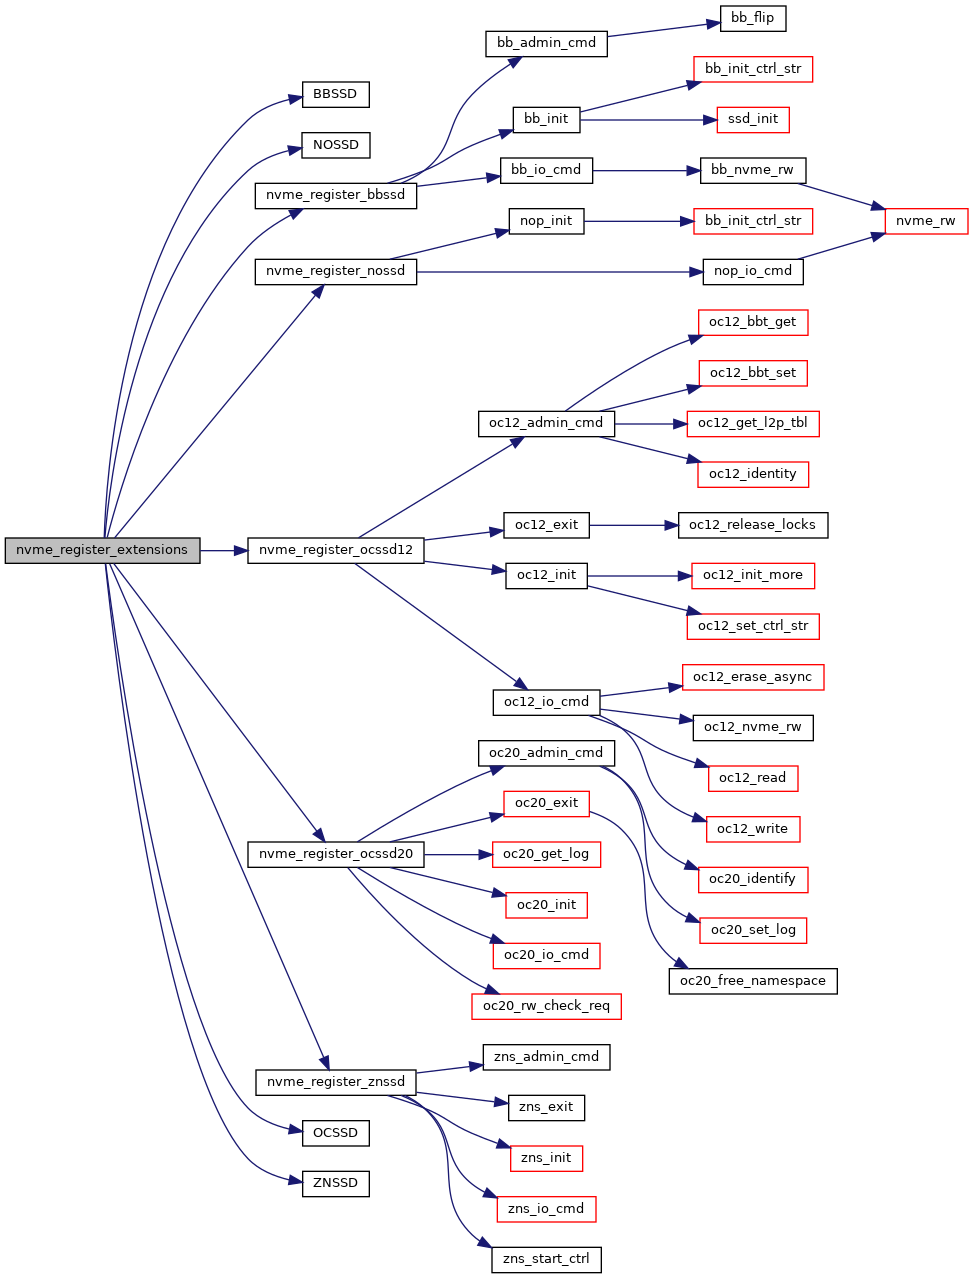 bb_flip
bb_admin_cmd
bb_init_ctrl_str
BBSSD
bb_init
ssd_init
NOSSD
bb_io_cmd
bb_nvme_rw
nvme_register_bbssd
nop_init
bb_init_ctrl_str
nvme_rw
nvme_register_nossd
nop_io_cmd
oc12_bbt_get
oc12_bbt_set
oc12_admin_cmd
oc12_get_l2p_tbl
oc12_identity
oc12_exit
oc12_release_locks
nvme_register_extensions
nvme_register_ocssd12
oc12_init
oc12_init_more
oc12_set_ctrl_str
oc12_erase_async
oc12_io_cmd
oc12_nvme_rw
oc20_admin_cmd
oc12_read
oc20_exit
oc12_write
nvme_register_ocssd20
oc20_get_log
oc20_identify
oc20_init
oc20_set_log
oc20_io_cmd
oc20_free_namespace
oc20_rw_check_req
zns_admin_cmd
nvme_register_znssd
zns_exit
OCSSD
zns_init
ZNSSD
zns_io_cmd
zns_start_ctrl